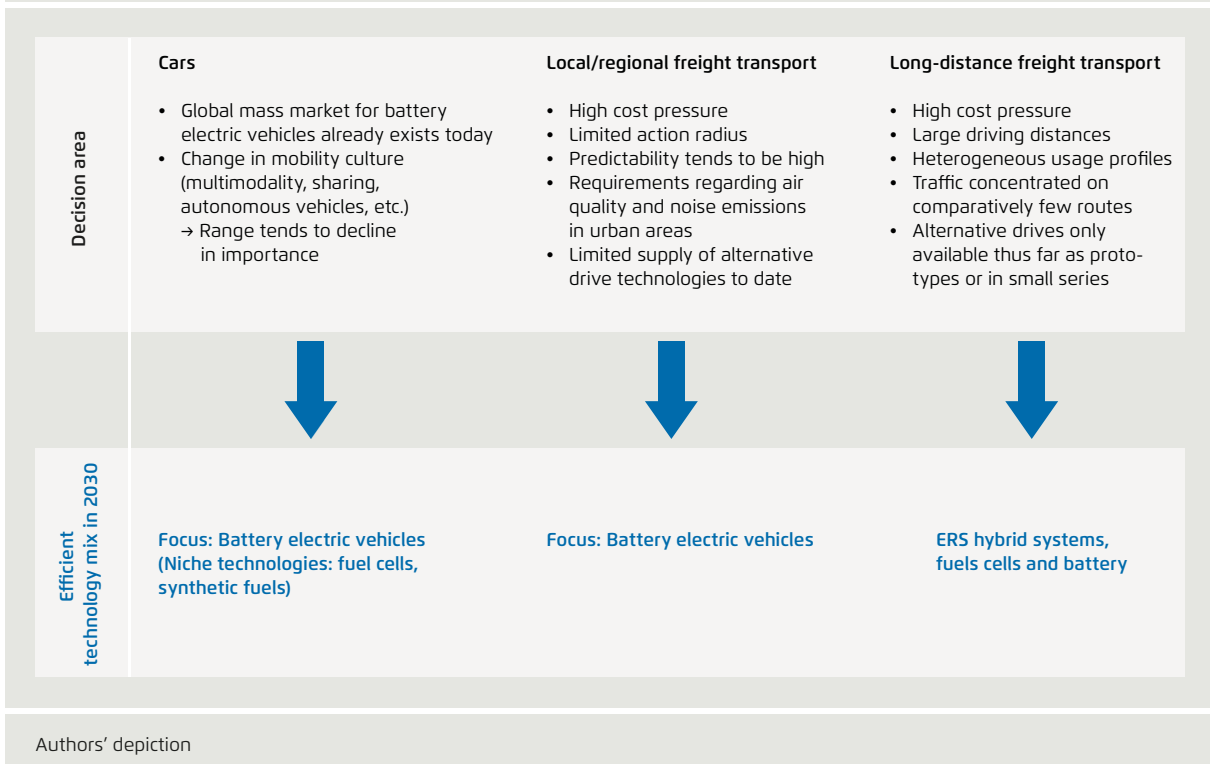 Decision area
Cars
• Global mass market for battery
electric vehicles already exists today
• Change in mobility culture
(multimodality, sharing,
autonomous vehicles, etc.)
→ Range tends to decline
in importance
Local/regional freight transport
• High cost pressure
• Limited action radius
• Predictability tends to be high
• Requirements regarding air
quality and noise emissions
in urban areas
• Limited supply of alternative
drive technologies to date
Long-distance freight transport
• High cost pressure
• Large driving distances
• Heterogeneous usage profiles
• Traffic concentrated on
comparatively few routes
• Alternative drives only
available thus far as proto-
types or in small series
Efficient
technology mix in 2030
Focus: Battery electric vehicles
(Niche technologies: fuel cells,
synthetic fuels)
Focus: Battery electric vehicles
ERS hybrid systems,
fuels cells and battery
Authors' depiction